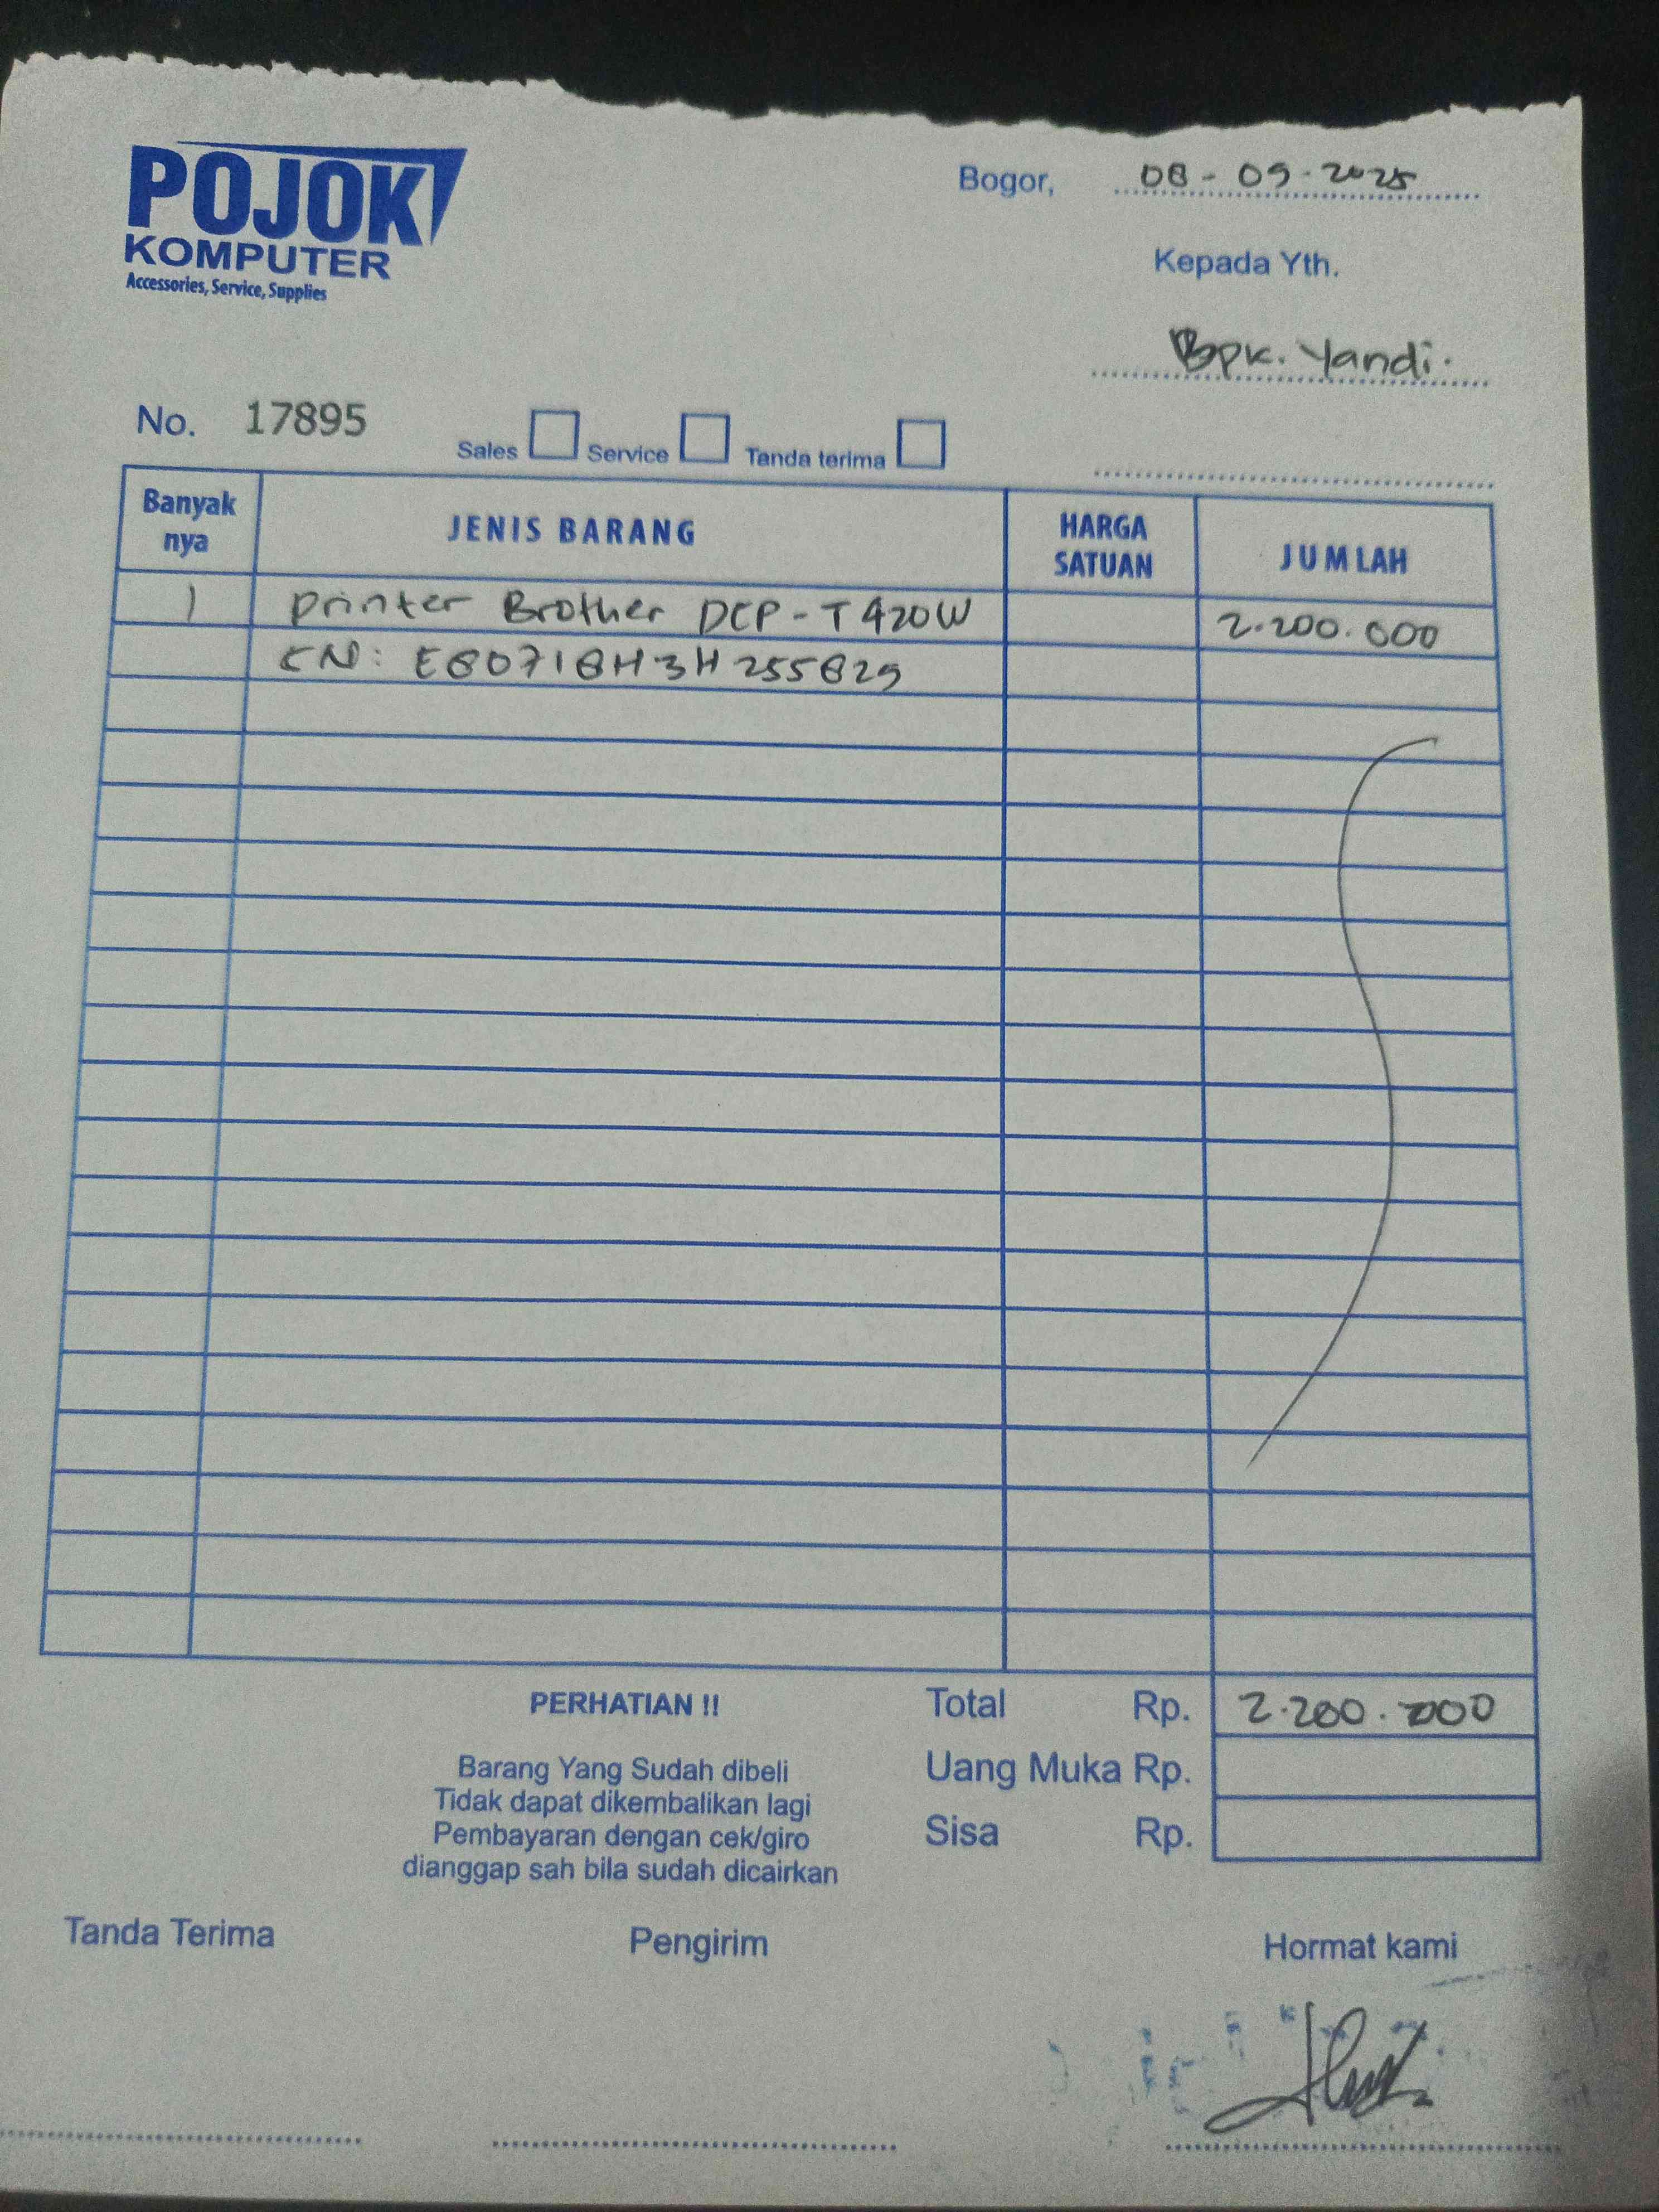 POJOK
KOMPUTER
Accessories, Service, Supplies
Bogor, 08-09-2025
Kepada Yth.
Bpk. Yandi.
No. 17895
Sales Service Tanda terima
Banyak nya JENIS BARANG HARGA SATUAN JUMLAH
1 Printer Brother DCP-T420W 2.200.000
SN: E80718H3H255829
PERHATIAN !!
Barang Yang Sudah dibeli
Tidak dapat dikembalikan lagi
Pembayaran dengan cek/giro
dianggap sah bila sudah dicairkan
Total Rp. 2.200.000
Uang Muka Rp.
Sisa Rp.
Tanda Terima Pengirim Hormat kami